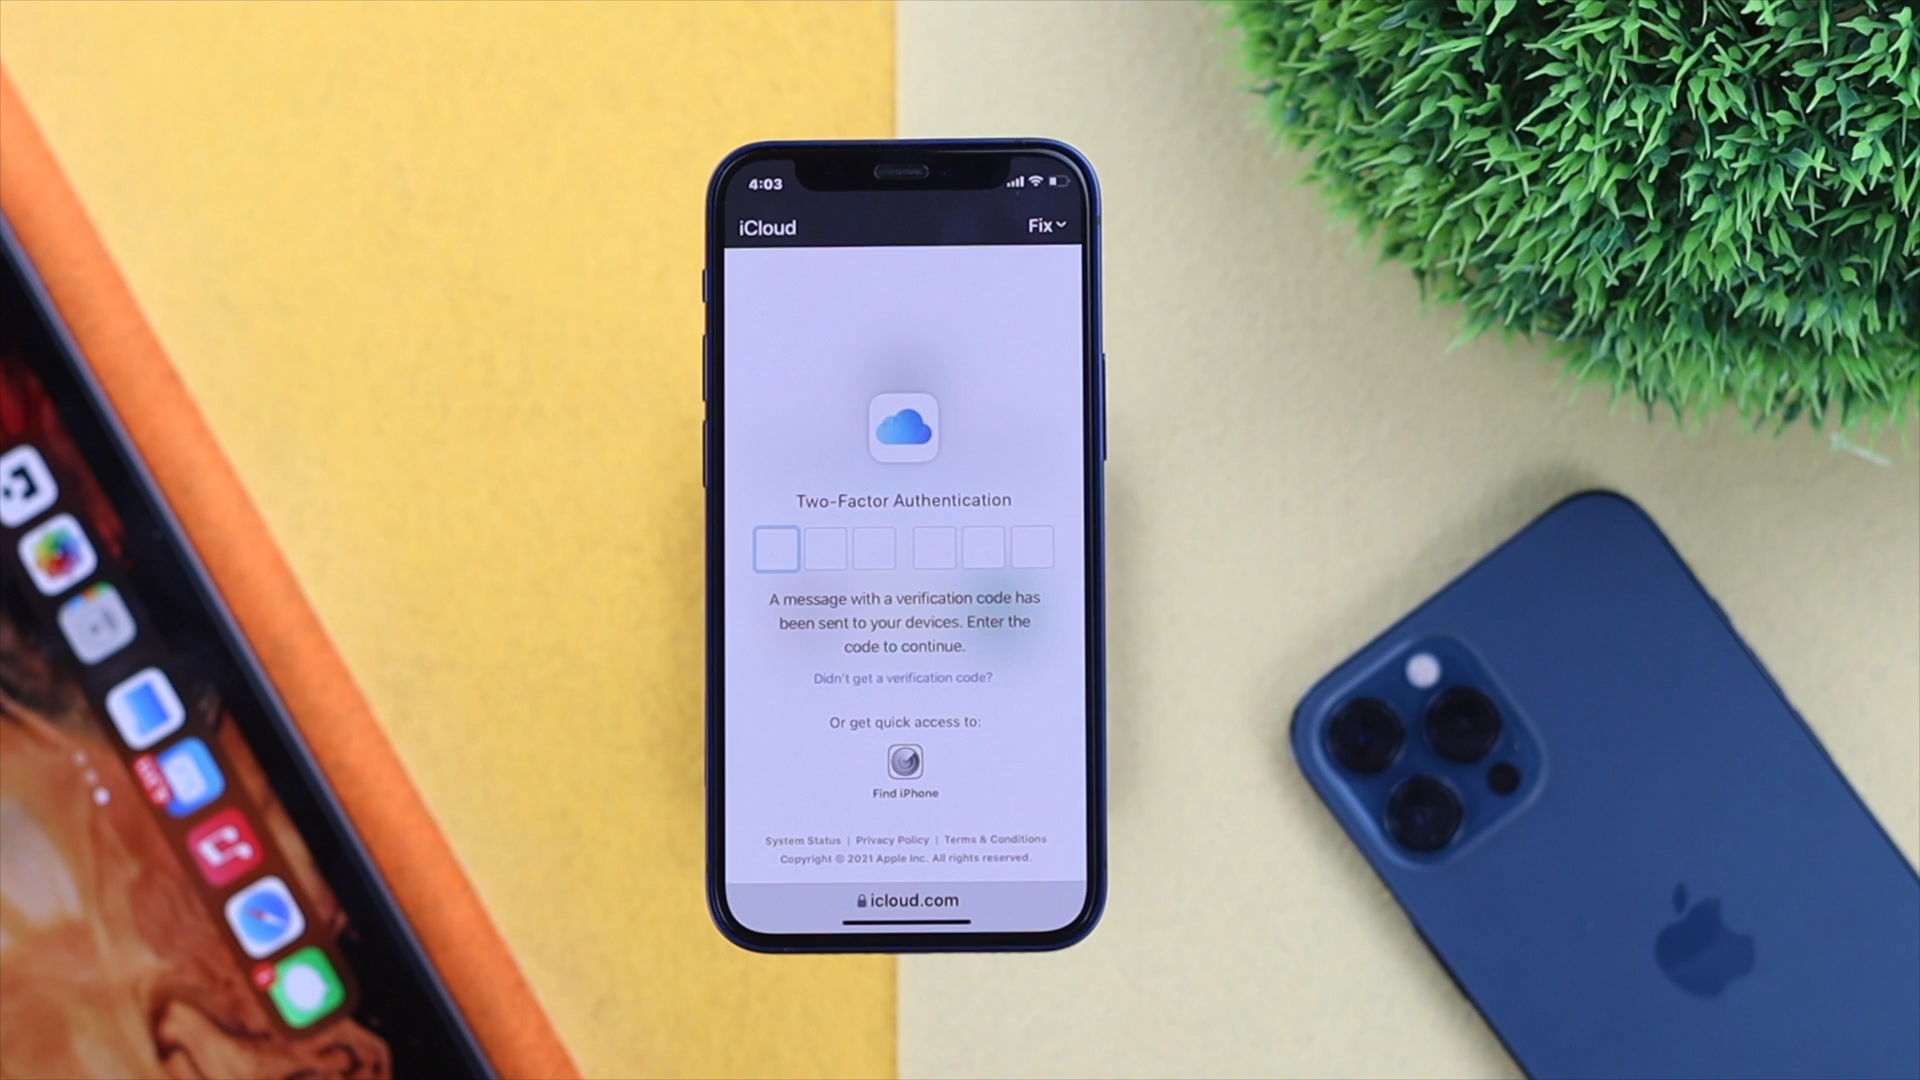 4:03
iCloud
Fix
Two-Factor Authentication
A message with a verification code has
been sent to your devices. Enter the
code to continue.
Didn't get a verification code?
Or get quick access to:
Find iPhone
System Status | Privacy Policy | Terms & Conditions
Copyright © 2021 Apple Inc. All rights reserved.
icloud.com